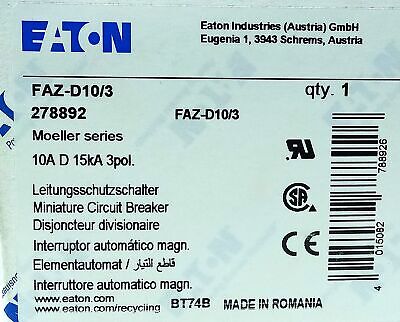 EATON
Eaton Industries (Austria) GmbH
Eugenia 1, 3943 Schrems, Austria
FAZ-D10/3
qty. 1
278892
FAZ-D10/3
Moeller series
10A D 15kA 3pol.
Leitungsschutzschalter
Miniature Circuit Breaker
Disjoncteur divisionaire
Interruptor automático magn.
Elementautomat / قاطع التيار
Interruttore automatico magn.
www.eaton.com
www.eaton.com/recycling
BT74B MADE IN ROMANIA
4 015082 788926